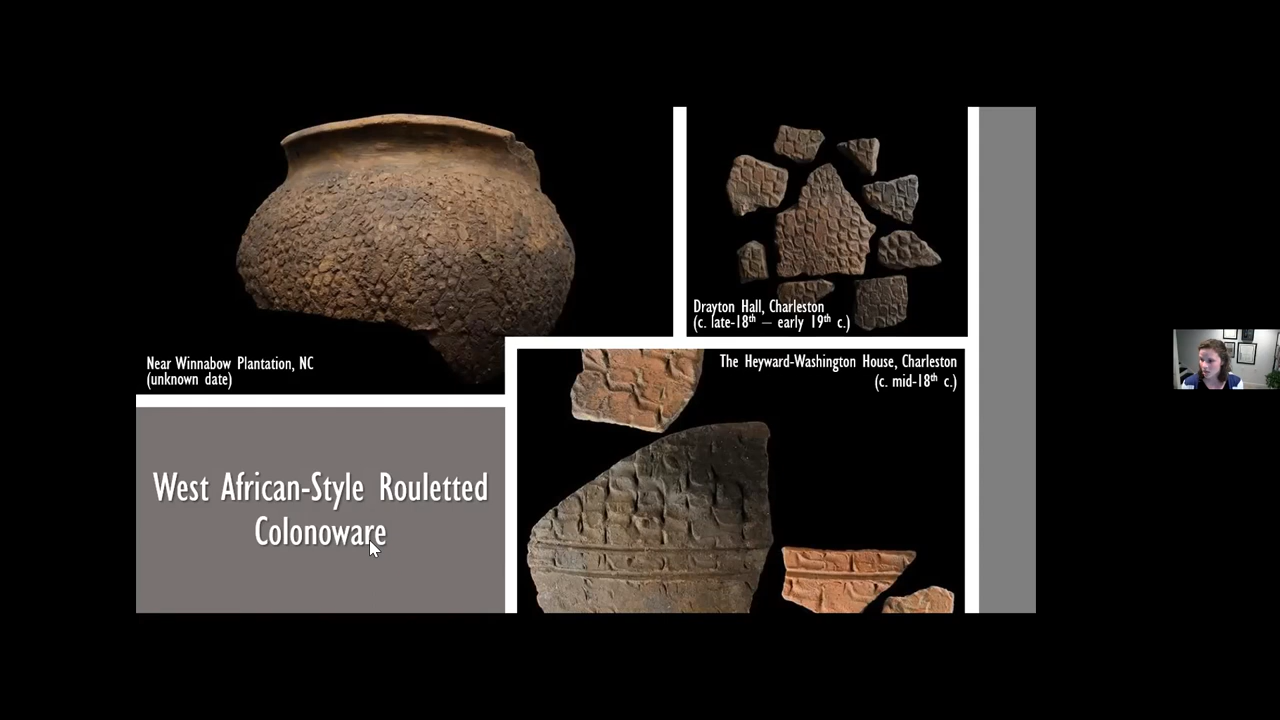 Near Winnabow Plantation, NC
(unknown date)
Drayton Hall, Charleston
(c. late-18th – early 19th c.)
The Heyward-Washington House, Charleston
(c. mid-18th c.)
West African-Style Rouletted
Colonoware